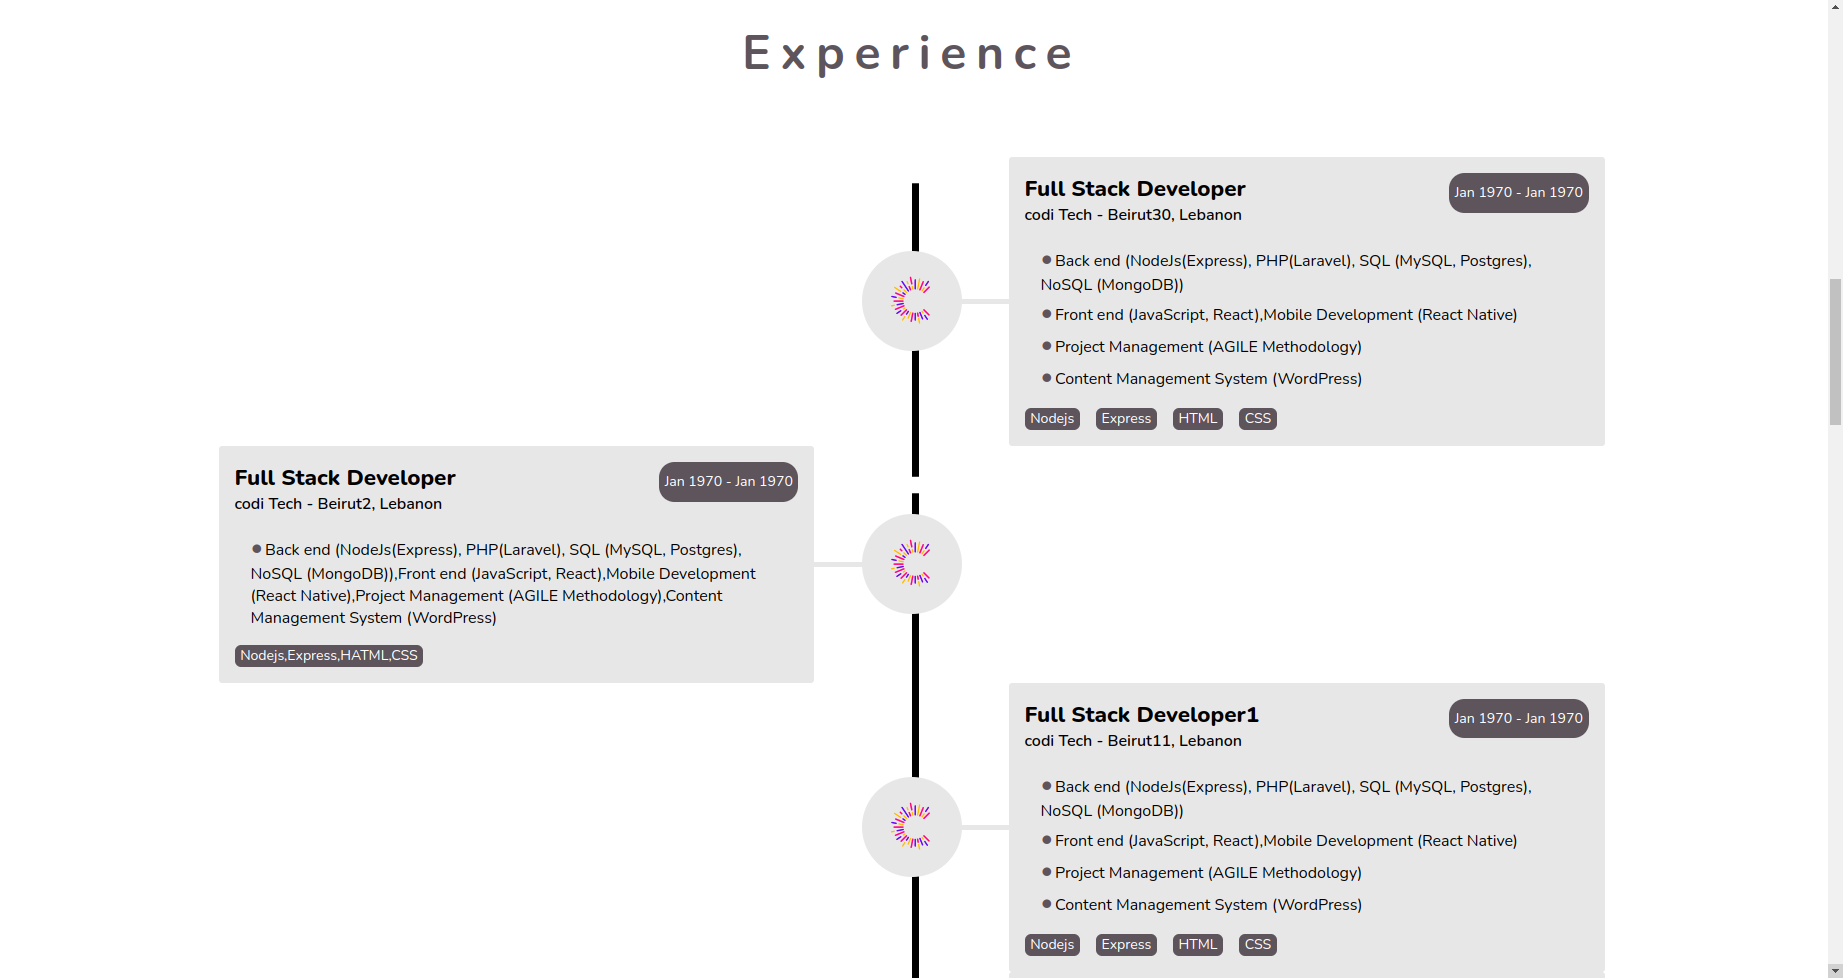 Experience
Full Stack Developer
Jan 1970 - Jan 1970
codi Tech - Beirut30, Lebanon
Back end (NodeJs(Express), PHP(Laravel), SQL (MySQL, Postgres),
NoSQL (MongoDB))
Front end (JavaScript, React),Mobile Development (React Native)
Project Management (AGILE Methodology)
Content Management System (WordPress)
Nodejs Express HTML CSS
Full Stack Developer
Jan 1970 - Jan 1970
codi Tech - Beirut2, Lebanon
Back end (NodeJs(Express), PHP(Laravel), SQL (MySQL, Postgres),
NoSQL (MongoDB)),Front end (JavaScript, React),Mobile Development
(React Native),Project Management (AGILE Methodology),Content
Management System (WordPress)
Nodejs,Express,HATML,CSS
Full Stack Developer1
Jan 1970 - Jan 1970
codi Tech - Beirut11, Lebanon
Back end (NodeJs(Express), PHP(Laravel), SQL (MySQL, Postgres),
NoSQL (MongoDB))
Front end (JavaScript, React),Mobile Development (React Native)
Project Management (AGILE Methodology)
Content Management System (WordPress)
Nodejs Express HTML CSS